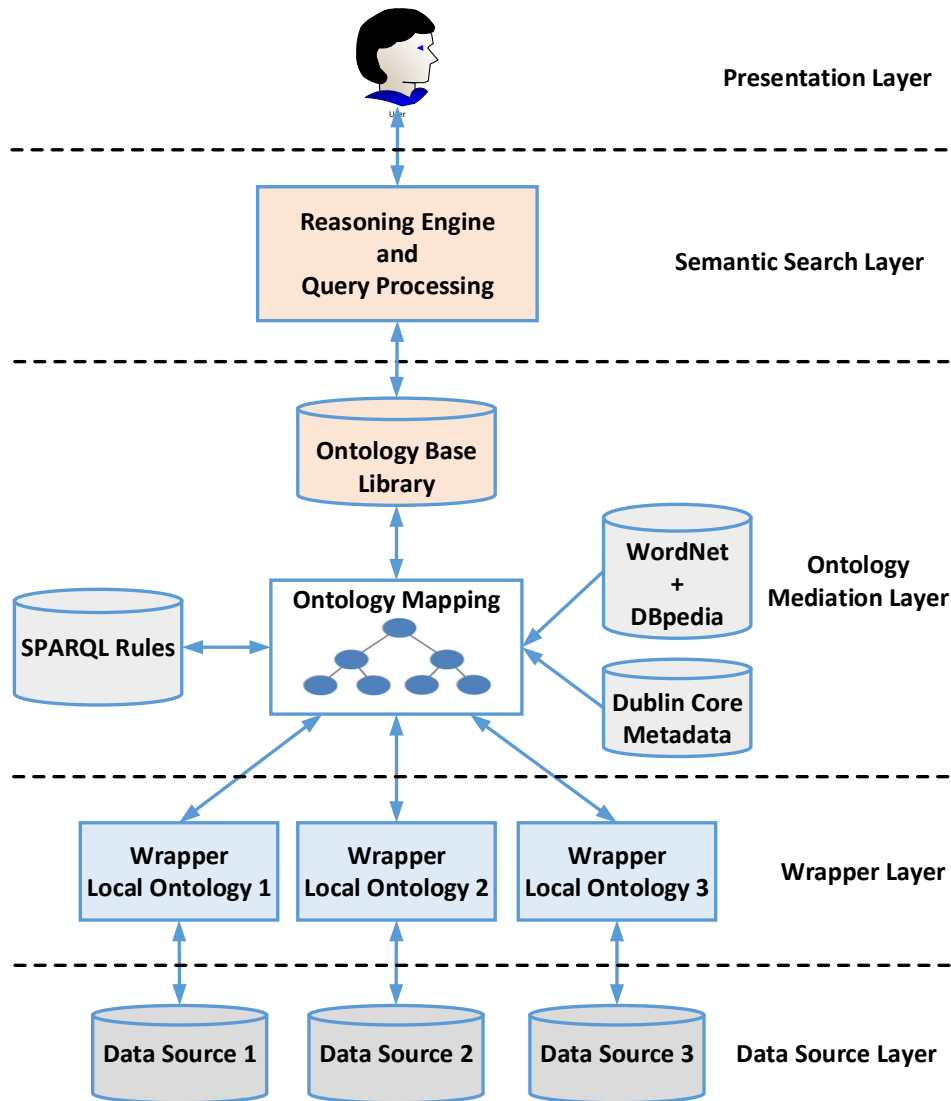 User
Presentation Layer
Reasoning Engine
and
Query Processing
Semantic Search Layer
Ontology Base
Library
WordNet
+
DBpedia
Ontology
Mediation Layer
Ontology Mapping
SPARQL Rules
Dublin Core
Metadata
Wrapper
Local Ontology 1
Wrapper
Local Ontology 2
Wrapper
Local Ontology 3
Wrapper Layer
Data Source 1
Data Source 2
Data Source 3
Data Source Layer